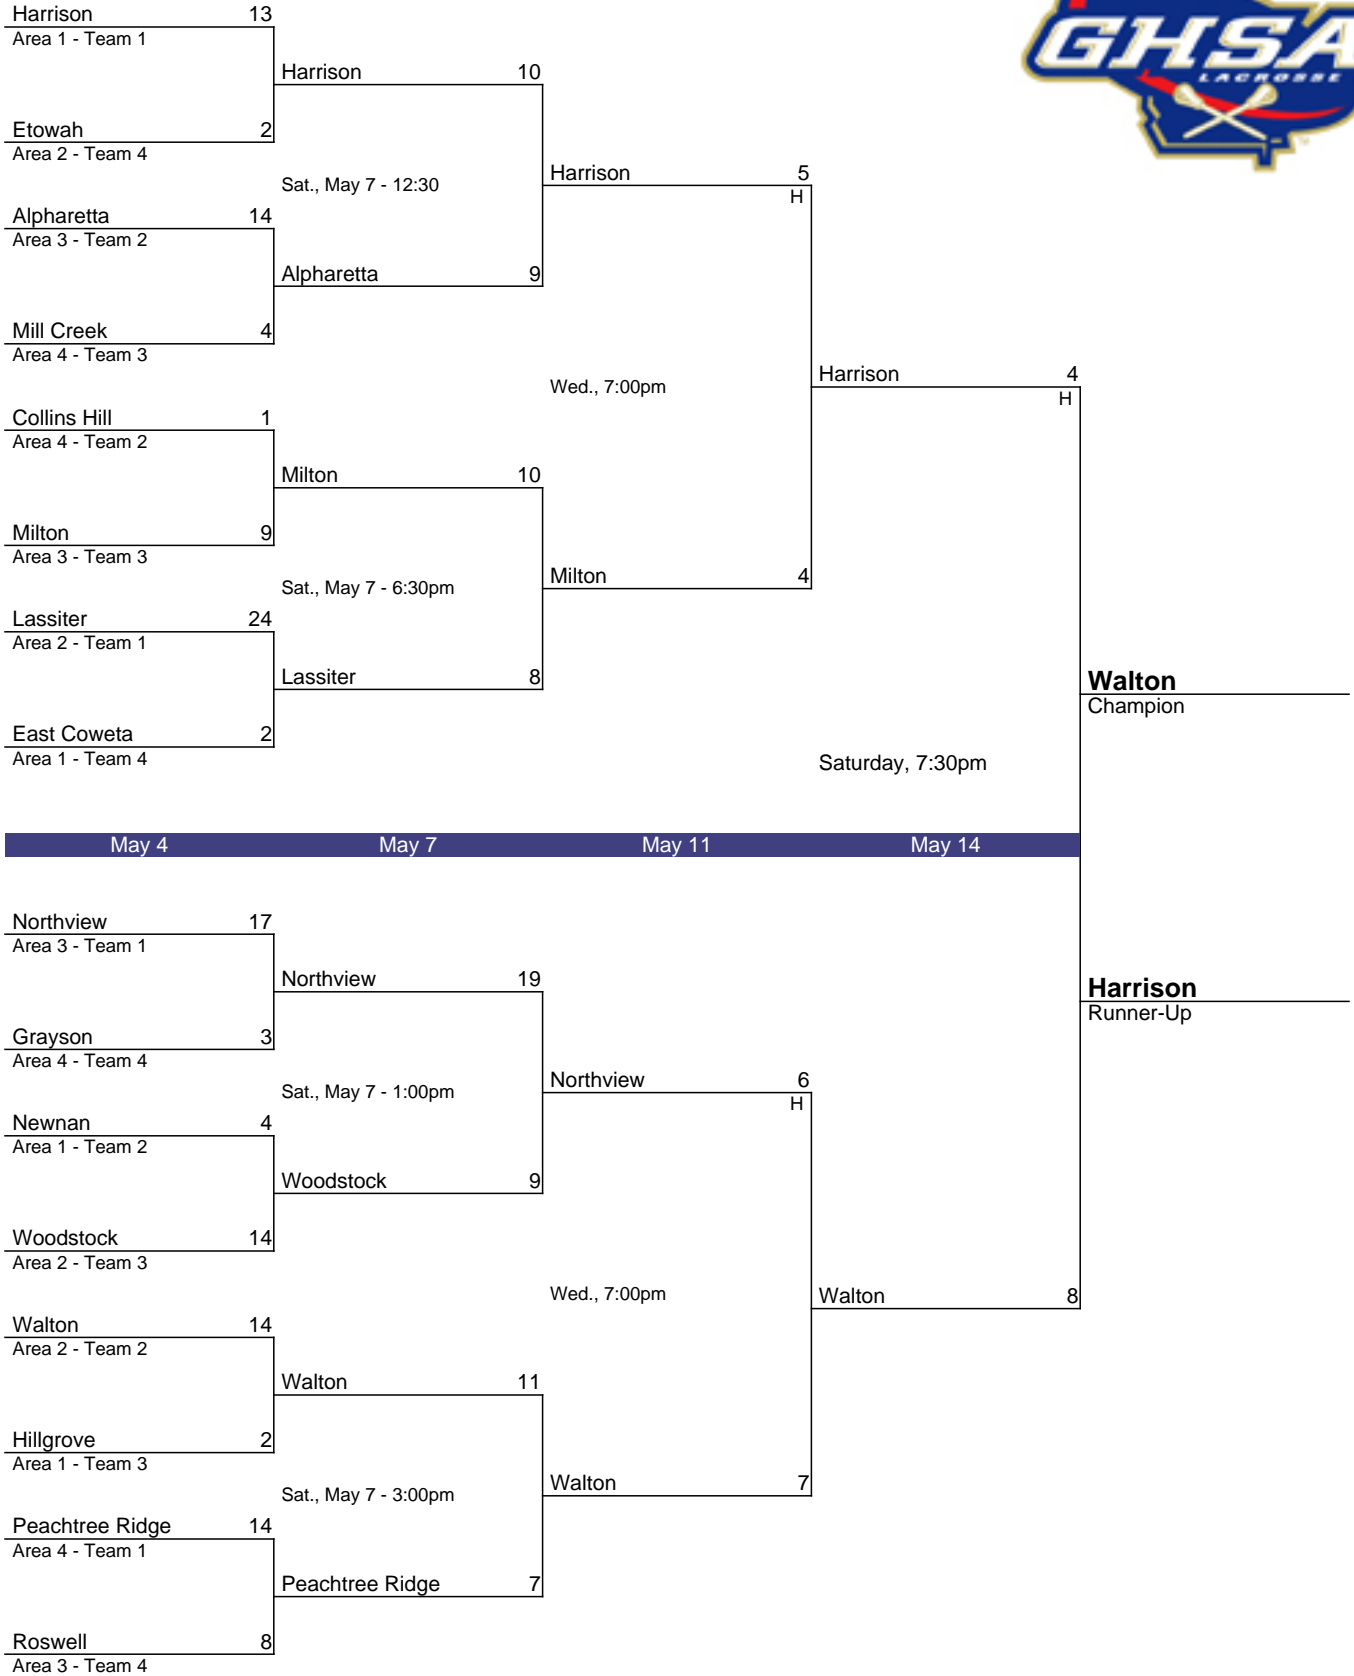 GHSA
LACROSSE
Harrison 13
Area 1 - Team 1
Harrison 10
Etowah 2
Area 2 - Team 4
Harrison 5
Sat., May 7 - 12:30
H
Alpharetta 14
Area 3 - Team 2
Alpharetta 9
Mill Creek 4
Area 4 - Team 3
Harrison 4
Wed., 7:00pm
H
Collins Hill 1
Area 4 - Team 2
Milton 10
Milton 9
Area 3 - Team 3
Milton 4
Sat., May 7 - 6:30pm
Lassiter 24
Area 2 - Team 1
Lassiter 8
Walton
Champion
East Coweta 2
Area 1 - Team 4
Saturday, 7:30pm
May 4 May 7 May 11 May 14
Northview 17
Area 3 - Team 1
Northview 19
Harrison
Runner-Up
Grayson 3
Area 4 - Team 4
Northview 6
Sat., May 7 - 1:00pm
H
Newnan 4
Area 1 - Team 2
Woodstock 9
Woodstock 14
Area 2 - Team 3
Wed., 7:00pm
Walton 8
Walton 14
Area 2 - Team 2
Walton 11
Hillgrove 2
Area 1 - Team 3
Walton 7
Sat., May 7 - 3:00pm
Peachtree Ridge 14
Area 4 - Team 1
Peachtree Ridge 7
Roswell 8
Area 3 - Team 4